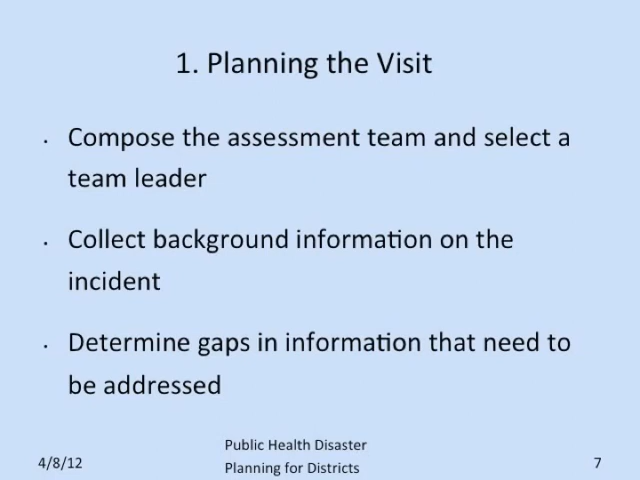 1. Planning the Visit
· Compose the assessment team and select a
team leader
· Collect background information on the
incident
· Determine gaps in information that need to
be addressed
4/8/12
Public Health Disaster
Planning for Districts
7